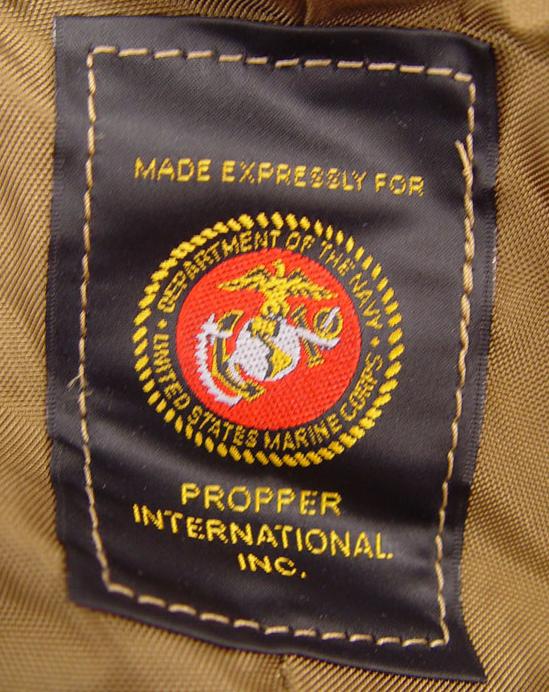 MADE EXPRESSLY FOR
DEPARTMENT OF THE NAVY
UNITED STATES MARINE CORPS
PROPPER
INTERNATIONAL.
INC.